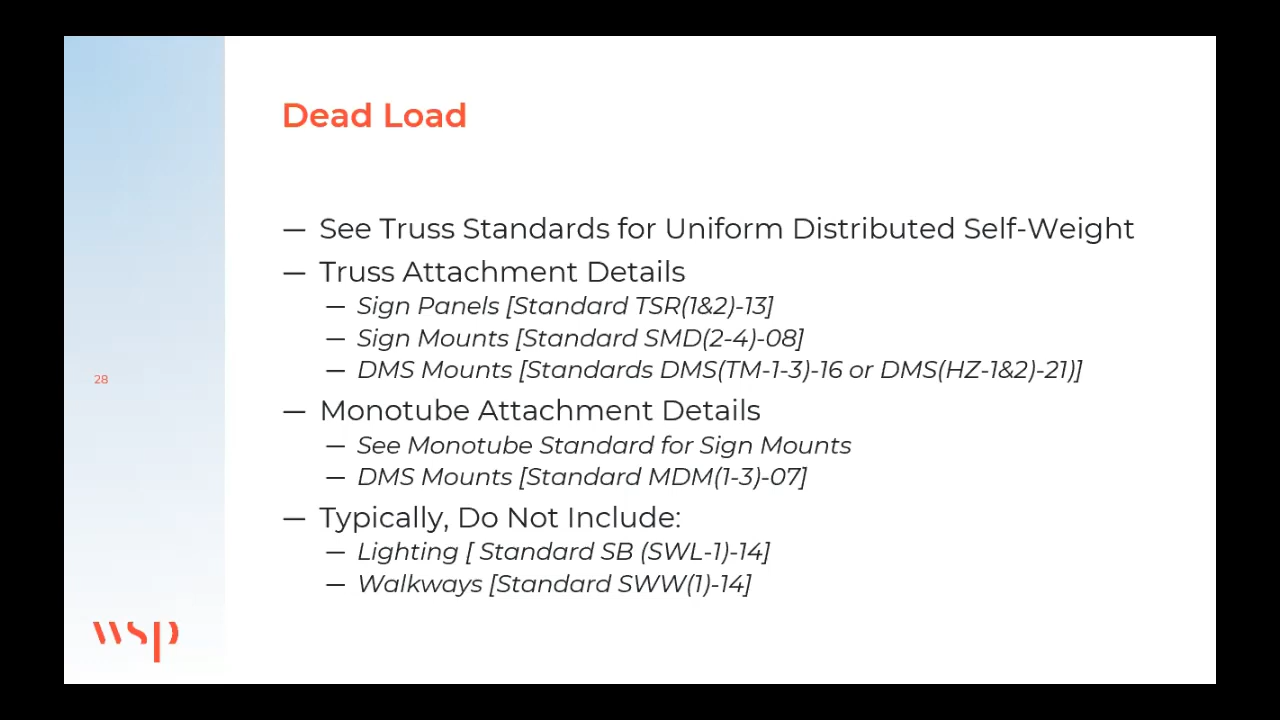 Dead Load
— See Truss Standards for Uniform Distributed Self-Weight
— Truss Attachment Details
— Sign Panels [Standard TSR(1&2)-13]
— Sign Mounts [Standard SMD(2-4)-08]
— DMS Mounts [Standards DMS(TM-1-3)-16 or DMS(HZ-1&2)-21)]
— Monotube Attachment Details
— See Monotube Standard for Sign Mounts
— DMS Mounts [Standard MDM(1-3)-07]
— Typically, Do Not Include:
— Lighting [ Standard SB (SWL-1)-14]
— Walkways [Standard SWW(1)-14]
28
wsp